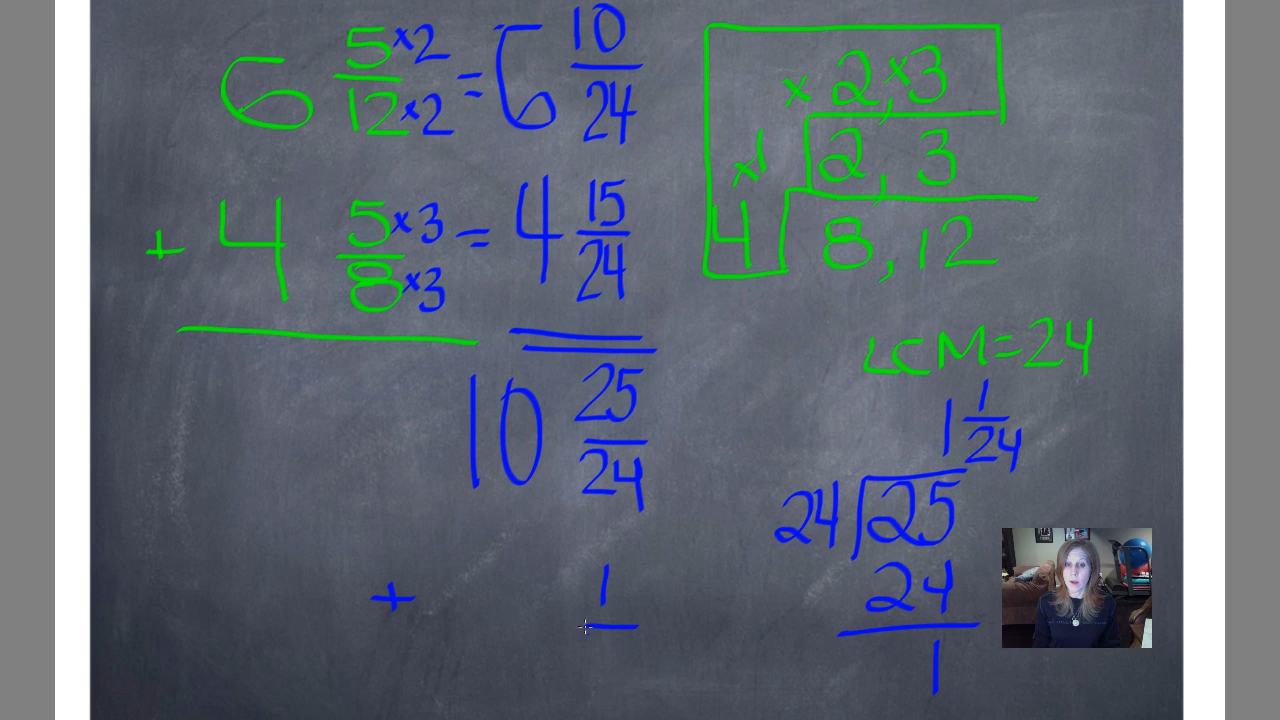 6 5/12 ×2 ×2 = 6 10/24
+ 4 5/8 ×3 ×3 = 4 15/24
10 25/24
+ 1
× 2, × 3
×1 2, 3
4 8, 12
LCM=24
1 1/24
24 25
24
1